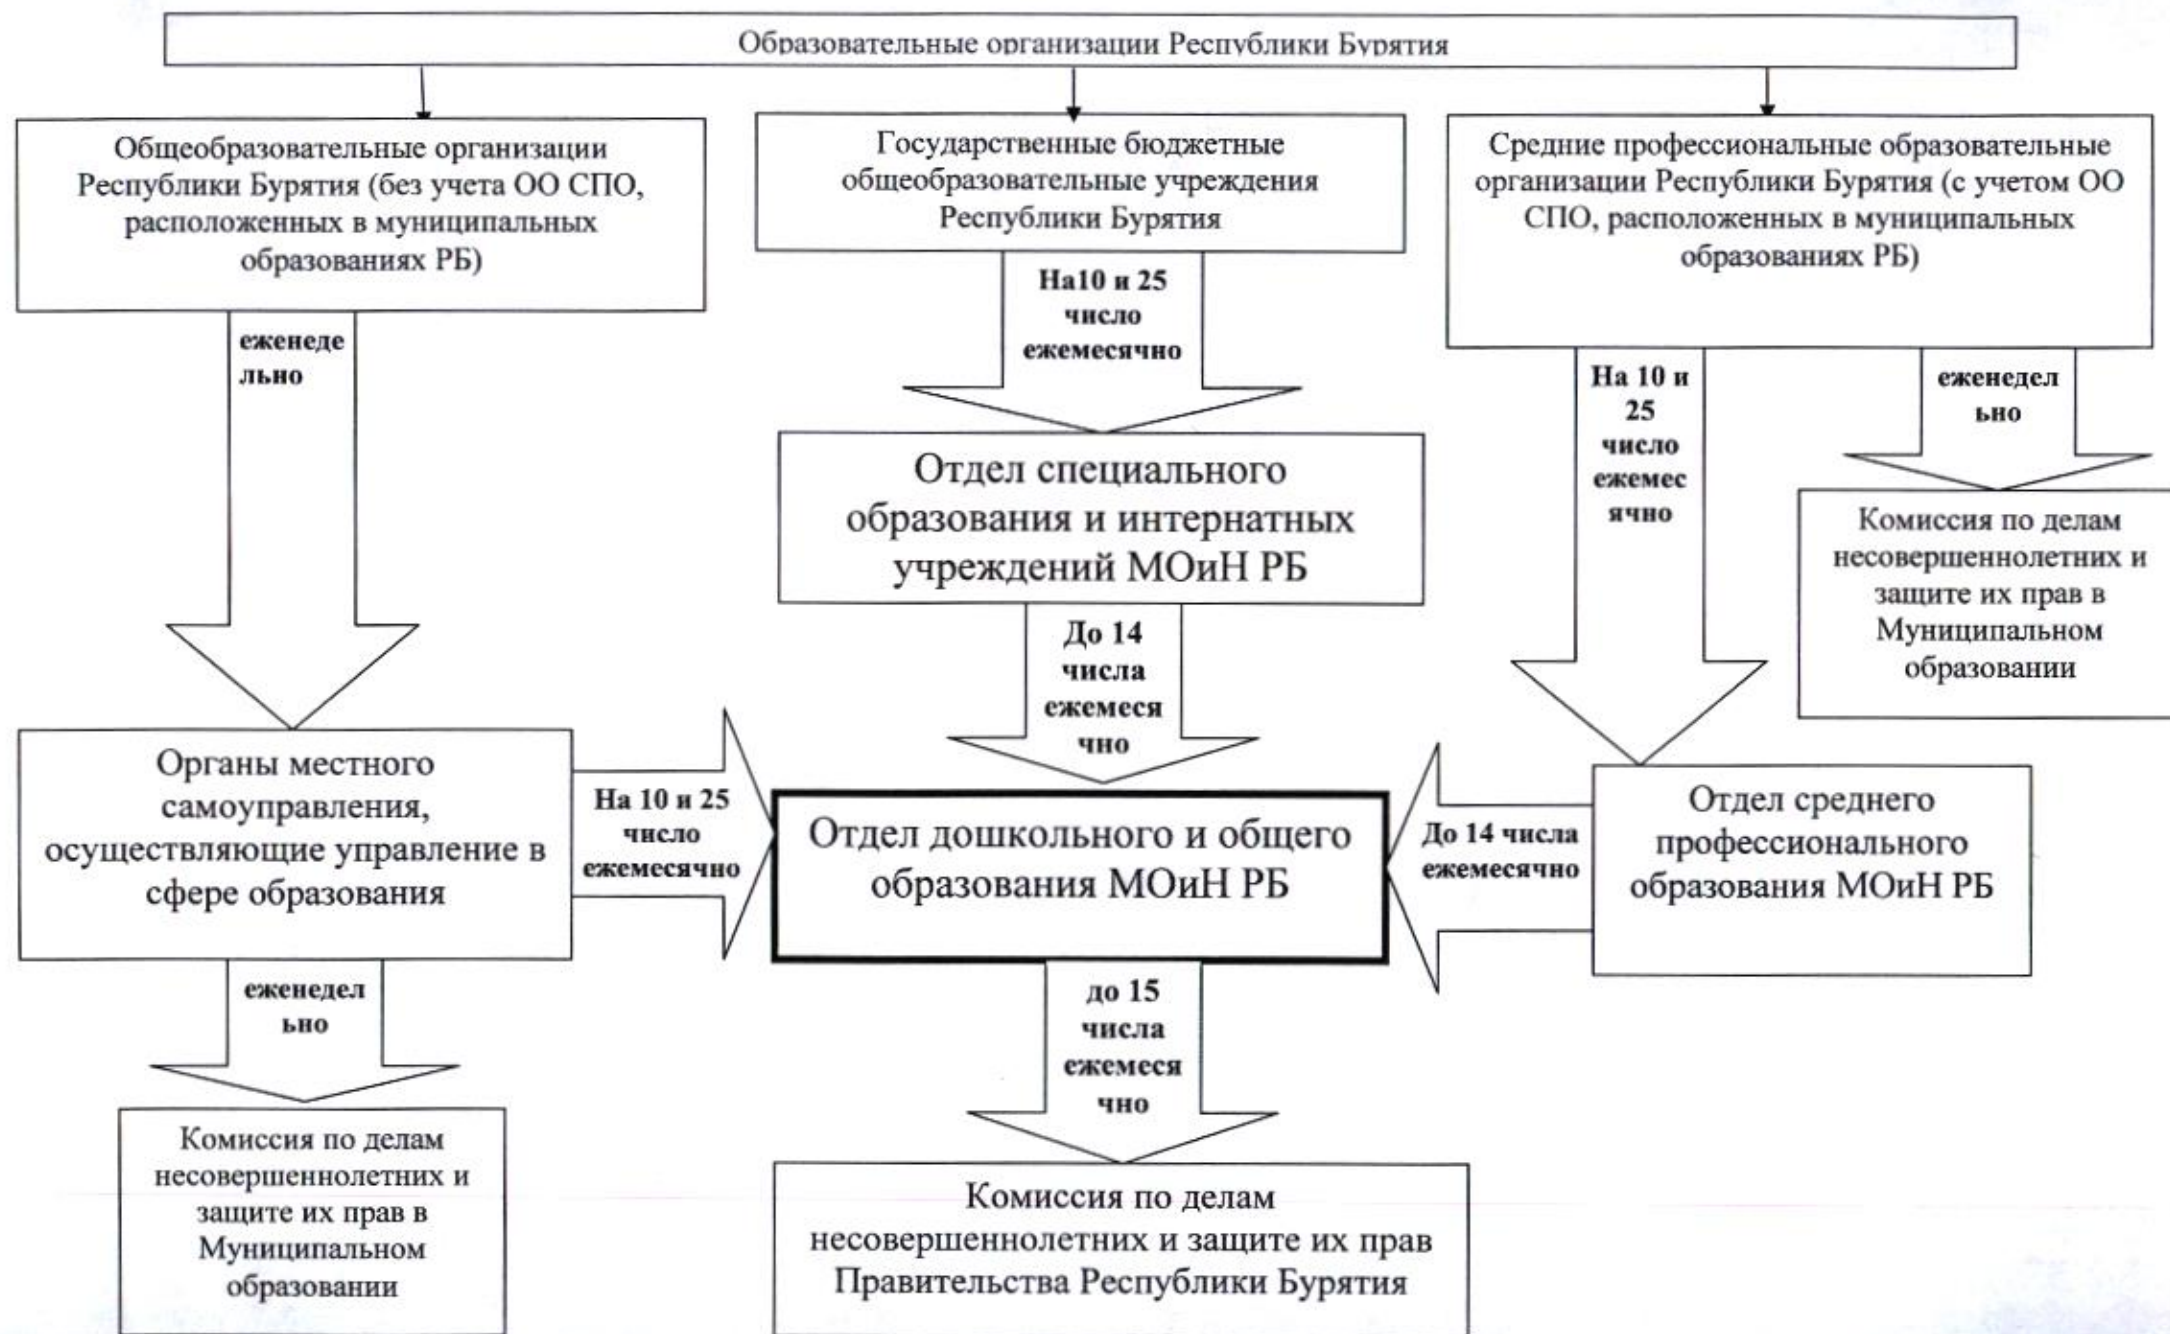 Образовательные организации Республики Бурятия
Общеобразовательные организации
Республики Бурятия (без учета ОО СПО,
расположенных в муниципальных
образованиях РБ)
Государственные бюджетные
общеобразовательные учреждения
Республики Бурятия
Средние профессиональные образовательные
организации Республики Бурятия (с учетом ОО
СПО, расположенных в муниципальных
образованиях РБ)
еженеде
льно
На10 и 25
число
ежемесячно
На 10 и
25
число
ежемес
ячно
еженедел
ьно
Отдел специального
образования и интернатных
учреждений МОиН РБ
Комиссия по делам
несовершеннолетних и
защите их прав в
Муниципальном
образовании
До 14
числа
ежемеся
чно
Органы местного
самоуправления,
осуществляющие управление в
сфере образования
На 10 и 25
число
ежемесячно
Отдел дошкольного и общего
образования МОиН РБ
До 14 числа
ежемесячно
Отдел среднего
профессионального
образования МОиН РБ
еженедел
ьно
до 15
числа
ежемеся
чно
Комиссия по делам
несовершеннолетних и
защите их прав в
Муниципальном
образовании
Комиссия по делам
несовершеннолетних и защите их прав
Правительства Республики Бурятия